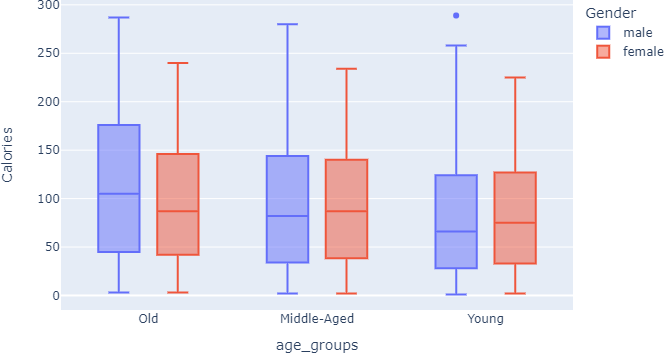 300
250
200
150
100
50
0
Calories
Old
Middle-Aged
Young
age_groups
Gender
male
female